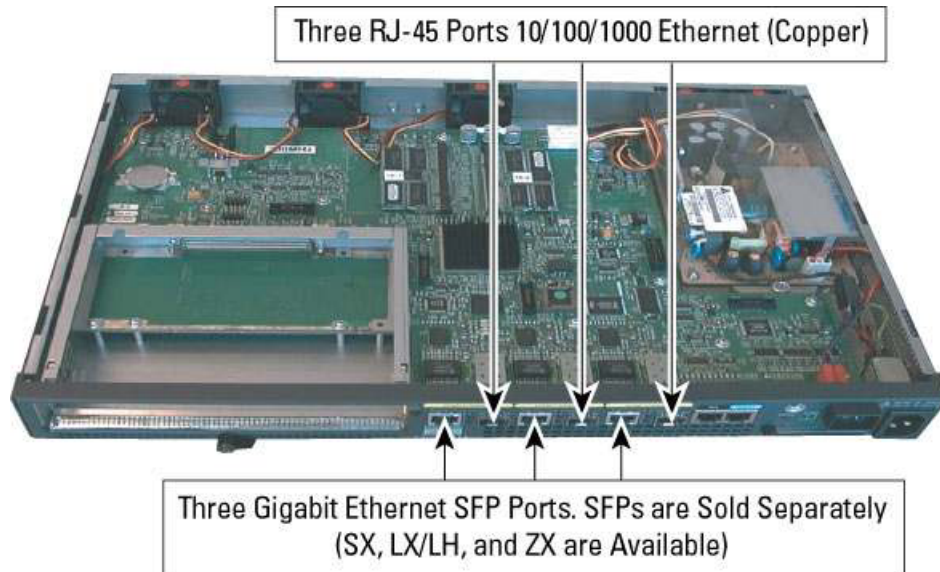 Three RJ-45 Ports 10/100/1000 Ethernet (Copper)
Three Gigabit Ethernet SFP Ports. SFPs are Sold Separately
(SX, LX/LH, and ZX are Available)